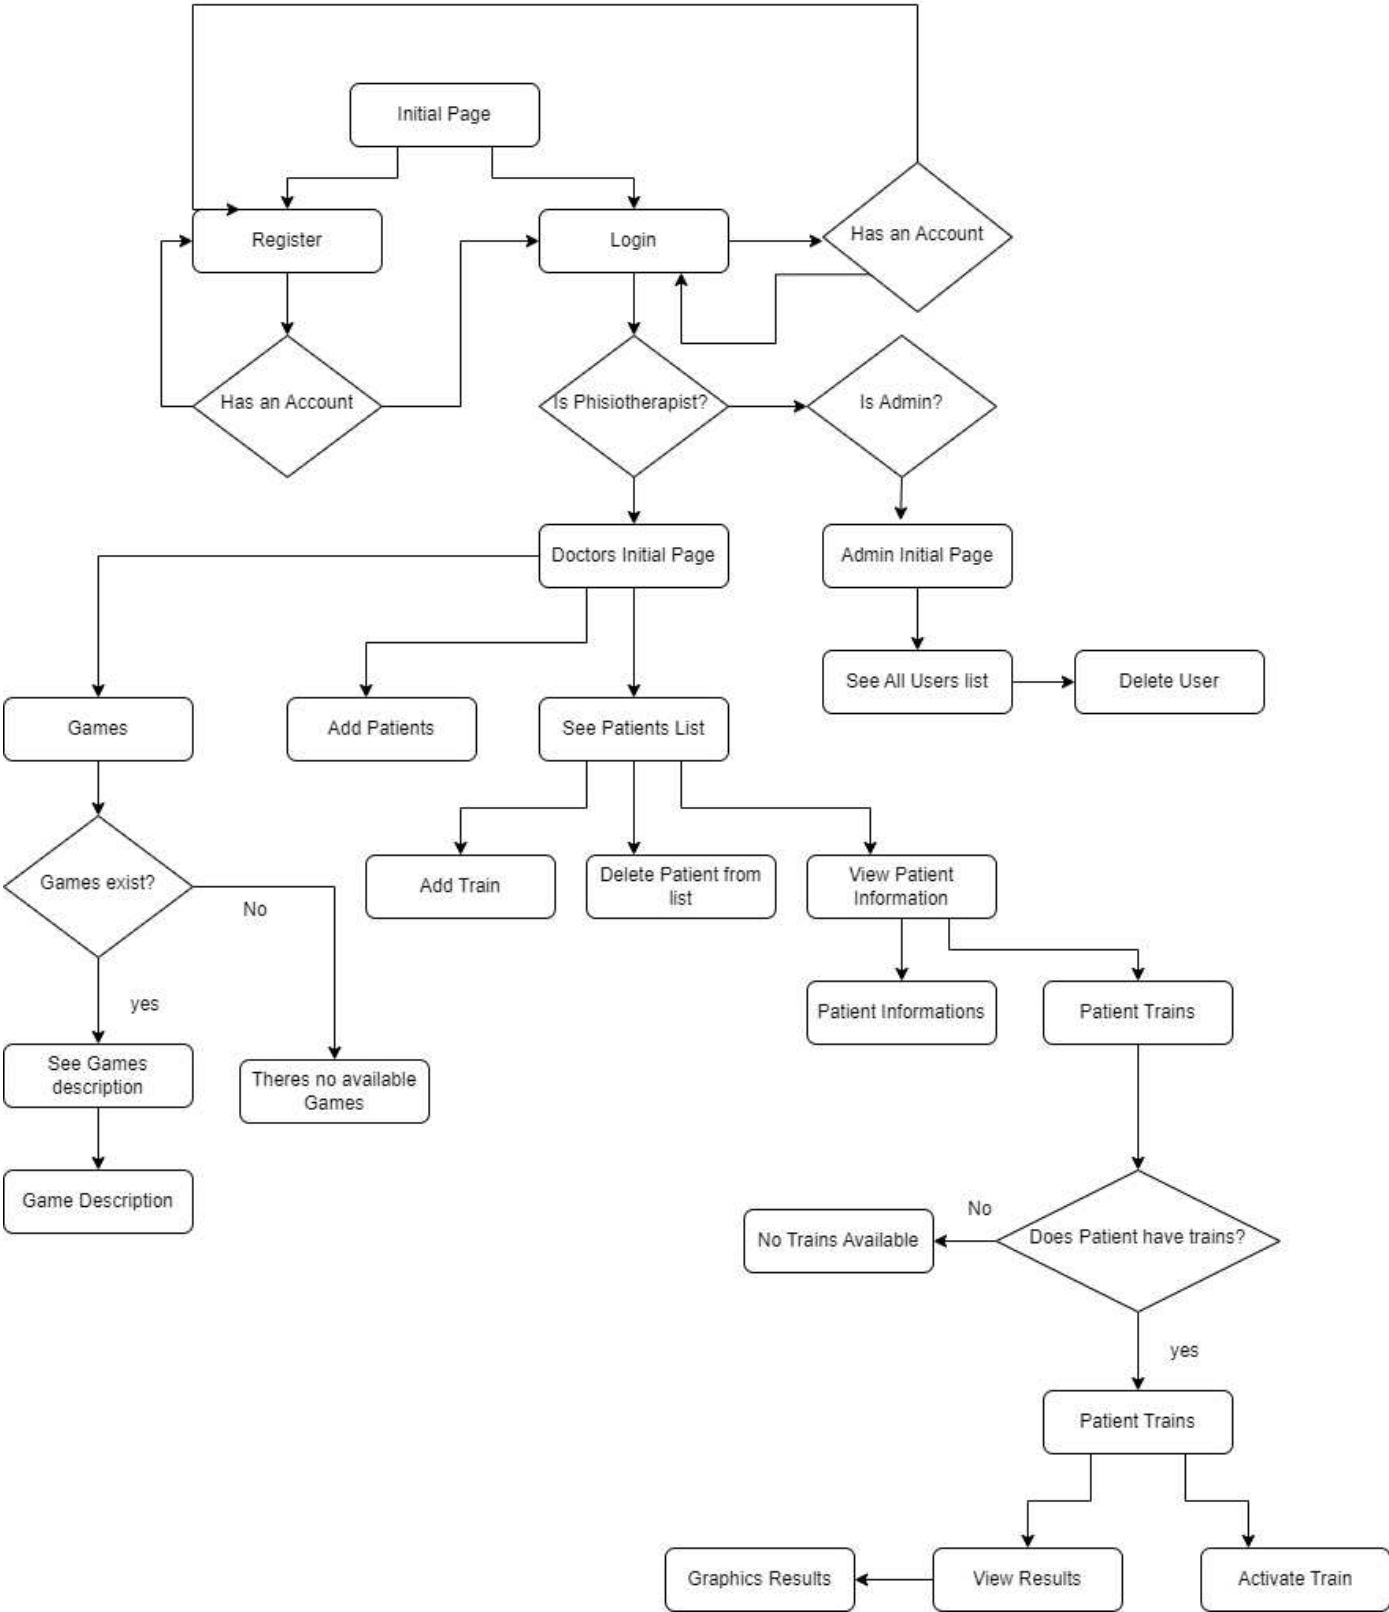 Initial Page
Register
Login
Has an Account
Has an Account
Is Phisiotherapist?
Is Admin?
Doctors Initial Page
Admin Initial Page
See All Users list
Delete User
Games
Add Patients
See Patients List
Games exist?
No
Add Train
Delete Patient from
list
View Patient
Information
yes
Patient Informations
Patient Trains
See Games
description
Theres no available
Games
Game Description
No
No Trains Available
Does Patient have trains?
yes
Patient Trains
Graphics Results
View Results
Activate Train